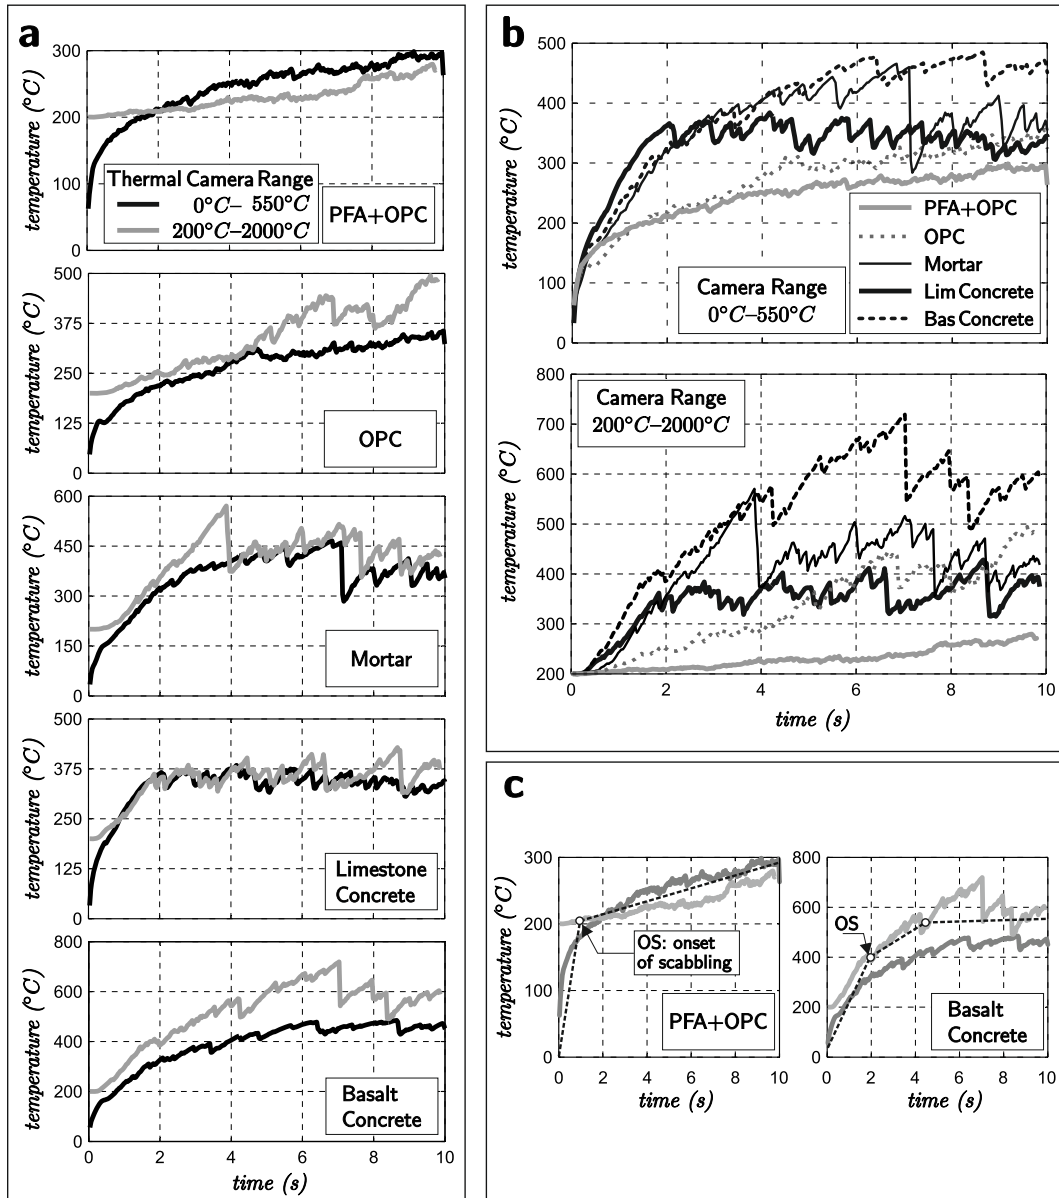 a
temperature (°C)
300
200
100
0
Thermal Camera Range
0°C– 550°C
200°C–2000°C
PFA+OPC
temperature (°C)
500
375
250
125
0
OPC
temperature (°C)
600
450
300
150
0
Mortar
temperature (°C)
500
375
250
125
0
Limestone
Concrete
temperature (°C)
800
600
400
200
0
Basalt
Concrete
0 2 4 6 8 10
time (s)
b
temperature (°C)
500
400
300
200
100
0
Camera Range
0°C–550°C
PFA+OPC
OPC
Mortar
Lim Concrete
Bas Concrete
temperature (°C)
800
700
600
500
400
300
200
Camera Range
200°C–2000°C
0 2 4 6 8 10
time (s)
c
temperature (°C)
300
200
100
0
OS: onset
of scabbling
PFA+OPC
0 2 4 6 8 10
time (s)
800
600
400
200
0
OS
Basalt
Concrete
0 2 4 6 8 10
time (s)